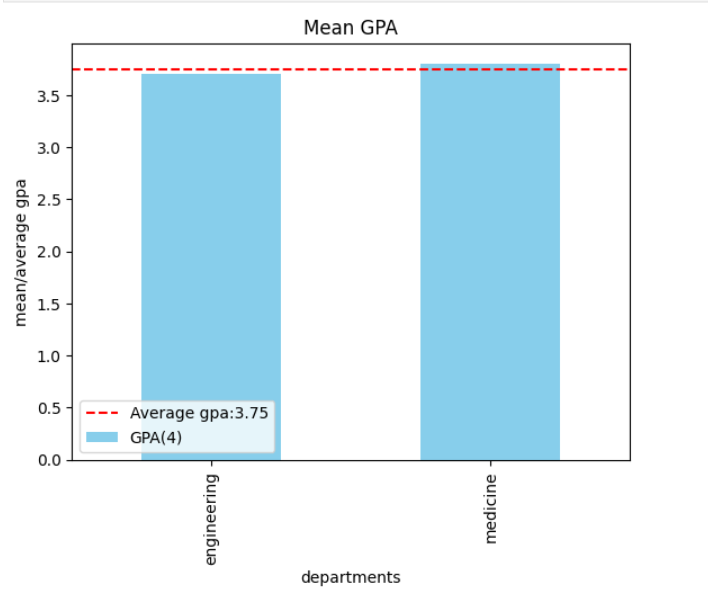 Mean GPA
mean/average gpa
3.5
3.0
2.5
2.0
1.5
1.0
0.5
0.0
Average gpa:3.75
GPA(4)
engineering
medicine
departments